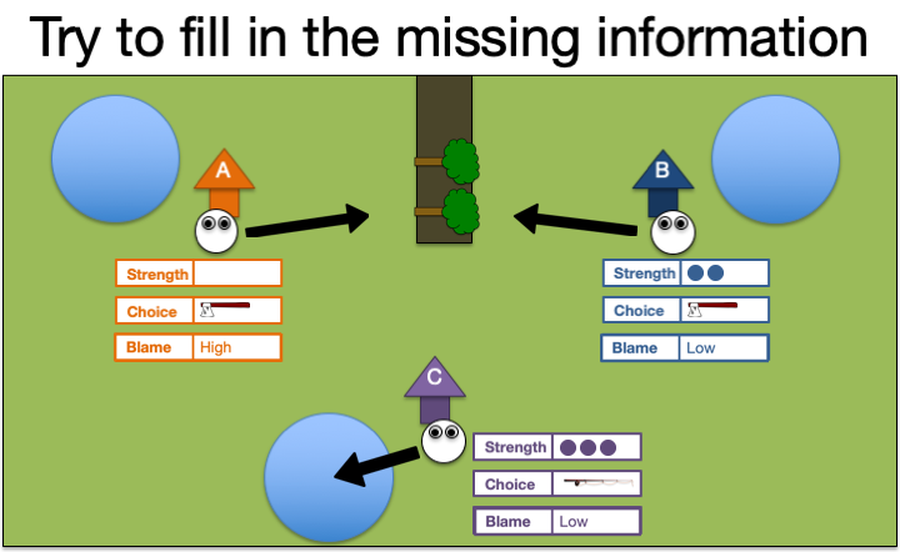 Try to fill in the missing information
A
B
Strength
Choice
Blame High
Strength
Choice
Blame Low
C
Strength
Choice
Blame Low